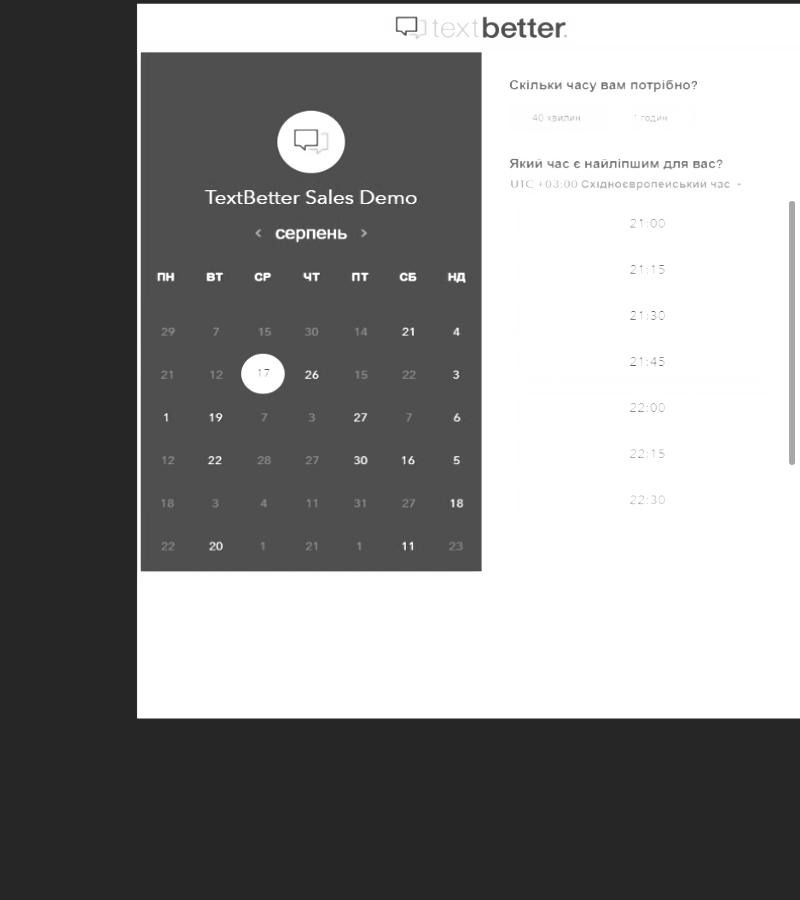 textbetter.
TextBetter Sales Demo
‹ серпень ›
ПН ВТ СР ЧТ ПТ СБ НД
29 7 15 30 14 21 4
21 12 17 26 15 22 3
1 19 7 3 27 7 6
12 22 28 27 30 16 5
18 3 4 11 31 27 18
22 20 1 21 1 11 23
Скільки часу вам потрібно?
40 хвилин 1 годин
Який час є найліпшим для вас?
UTC +03:00 Східноєвропейський час
21:00
21:15
21:30
21:45
22:00
22:15
22:30